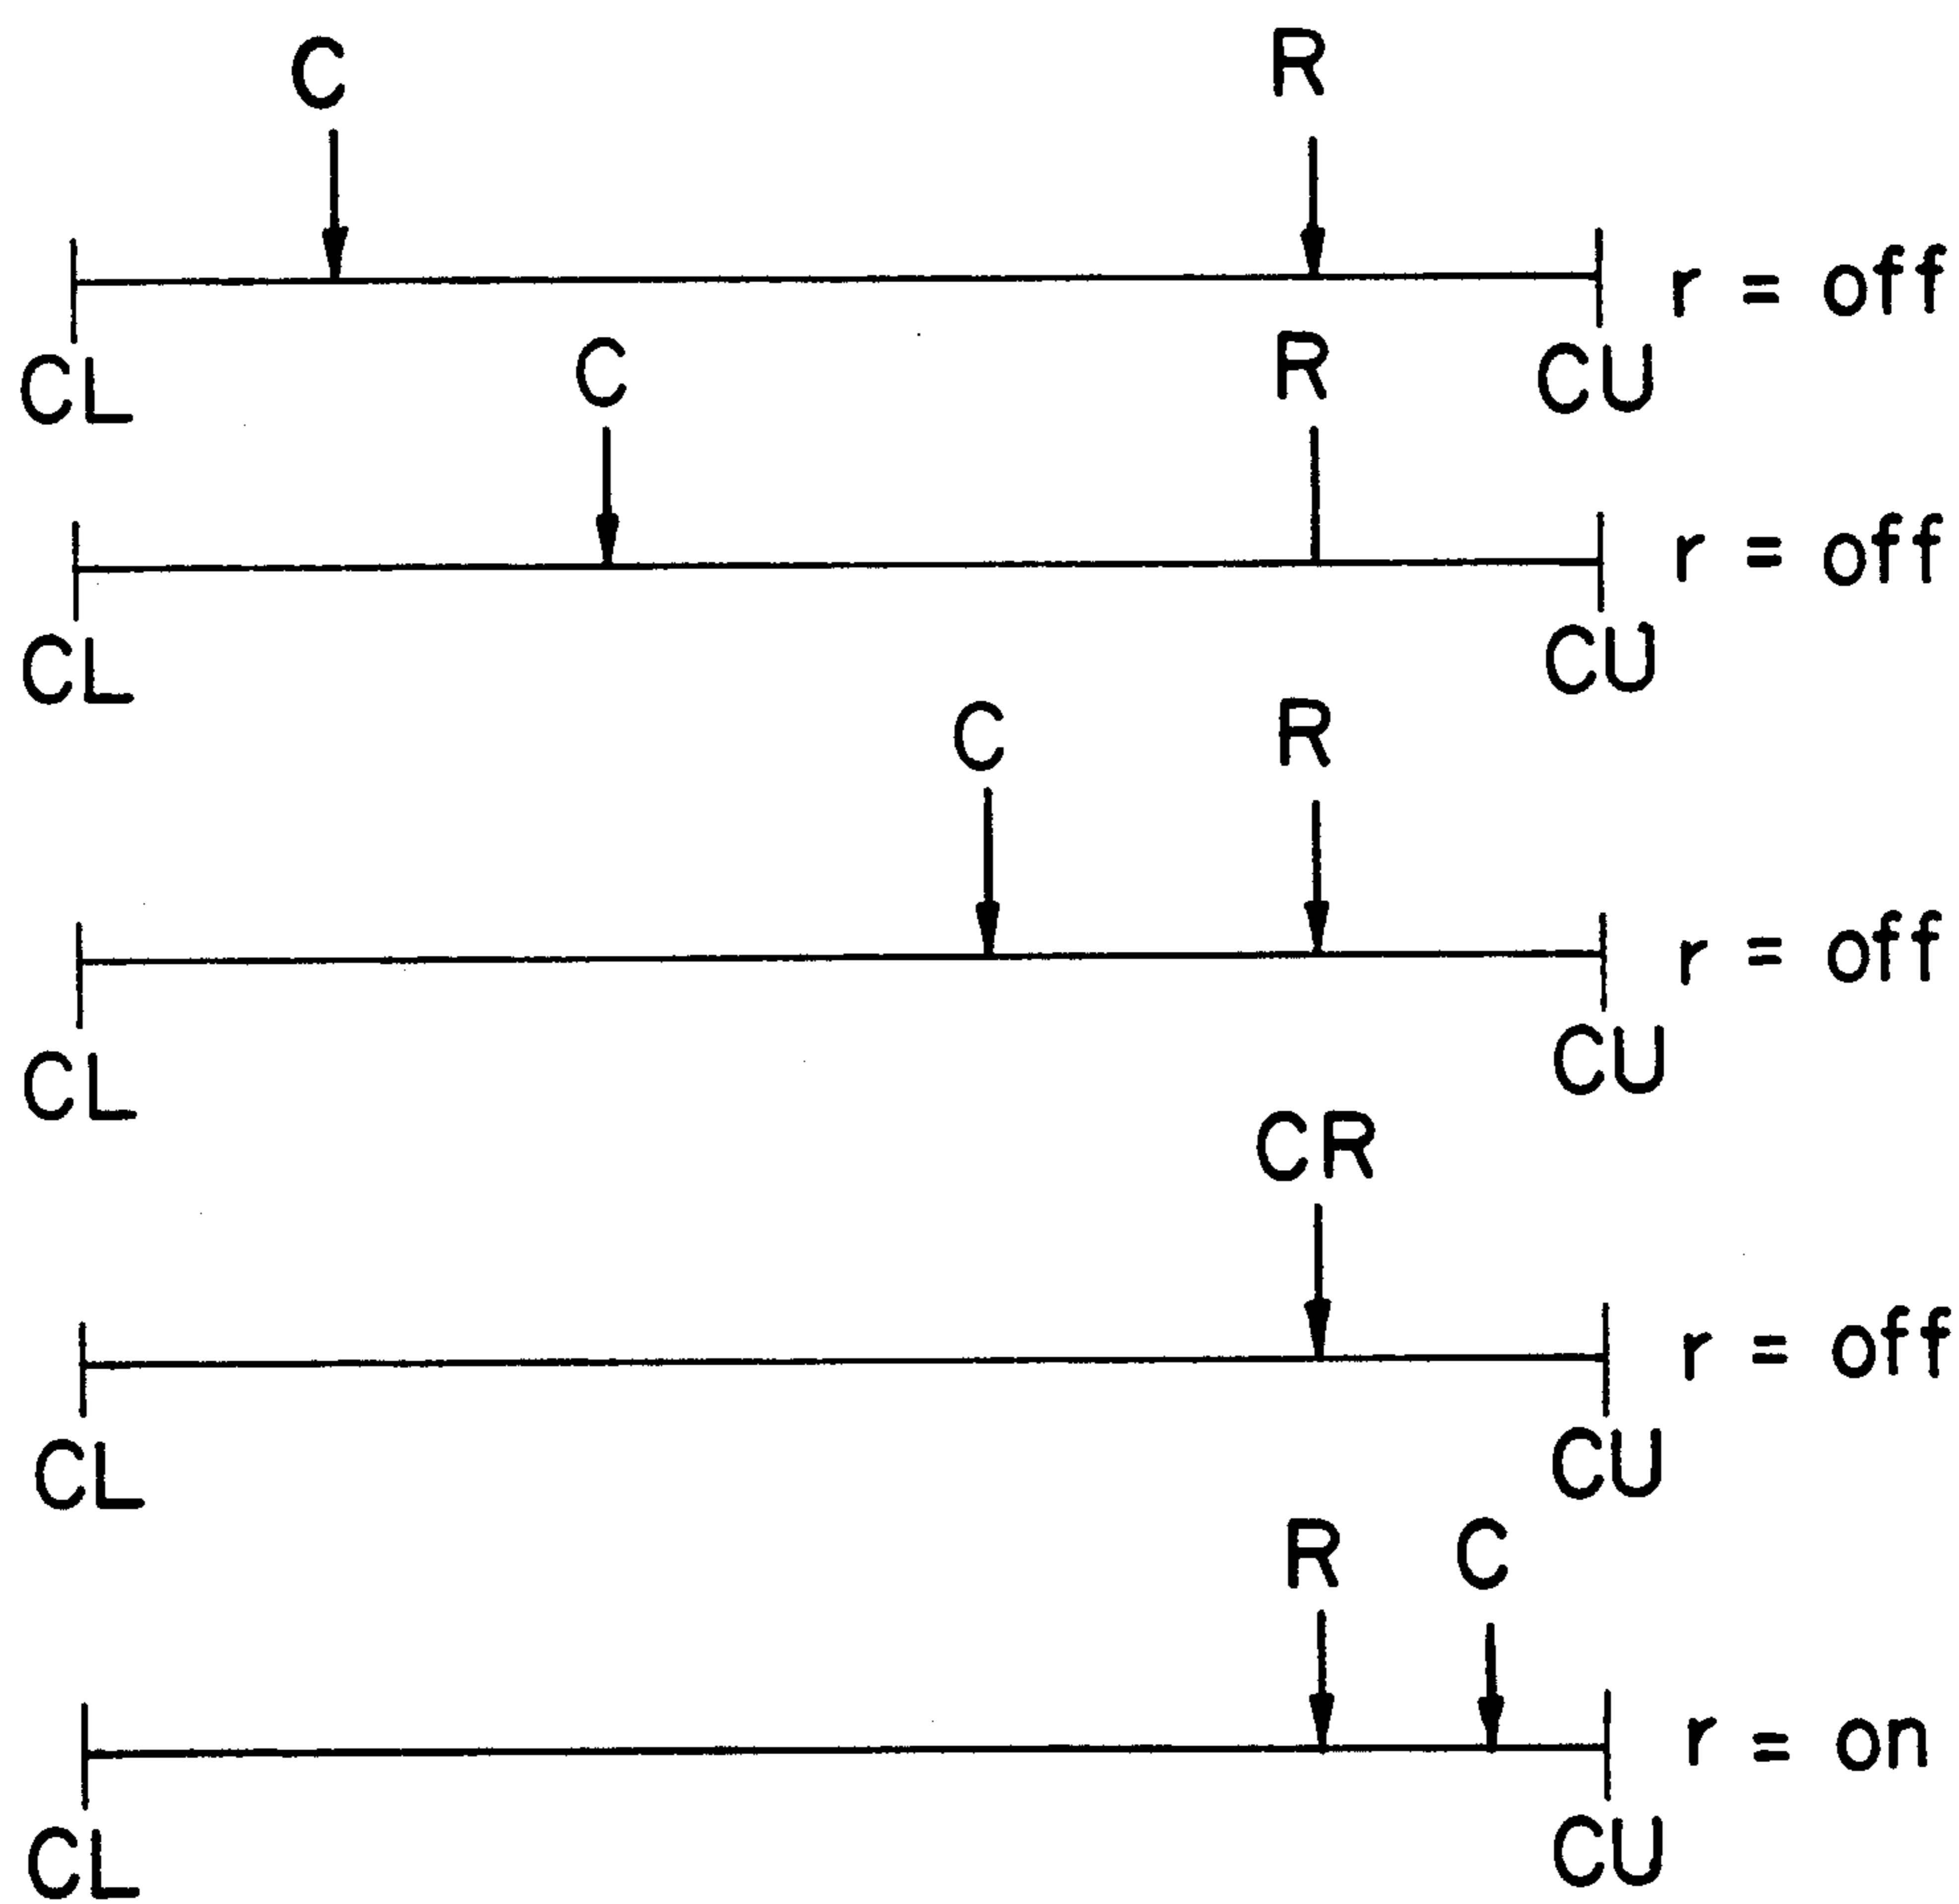 C R
r = off
CL C R CU
r = off
CL CU
C R
r = off
CL CU
CR
r = off
CL CU
R C
r = on
CL CU